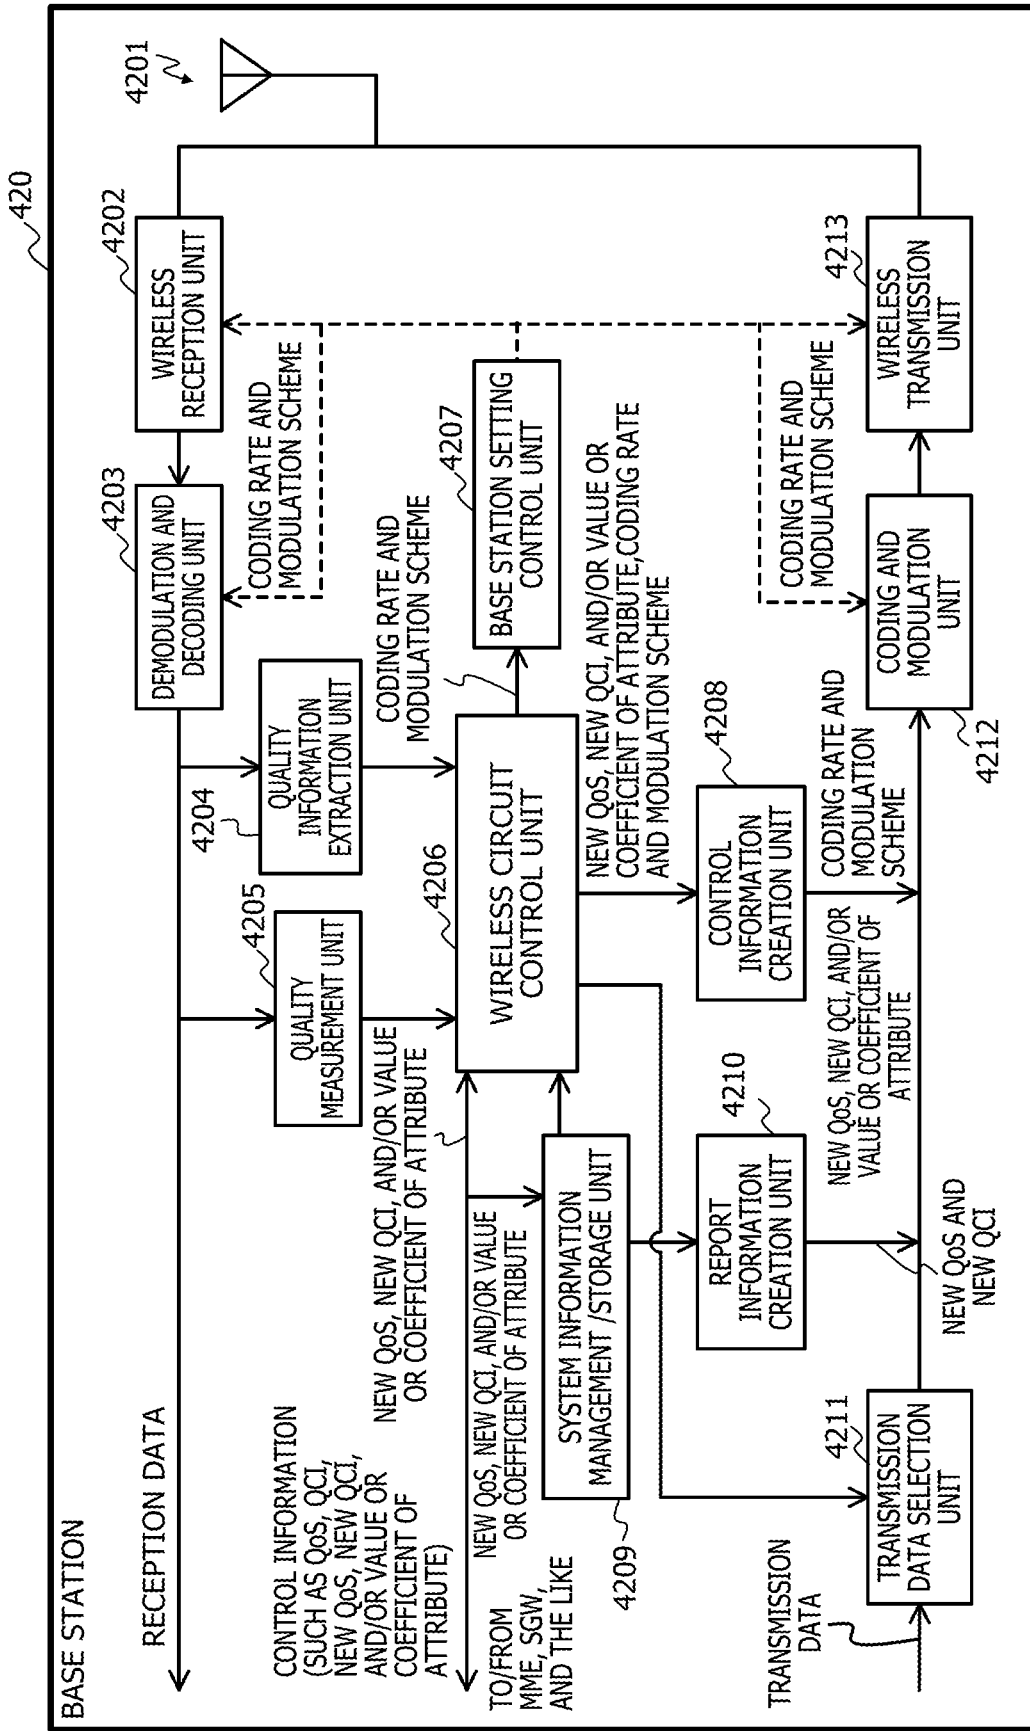 BASE STATION
420
RECEPTION DATA
4201
4202
WIRELESS
RECEPTION UNIT
4203
DEMODULATION AND
DECODING UNIT
CODING RATE AND
MODULATION SCHEME
4204
QUALITY
INFORMATION
EXTRACTION UNIT
4205
QUALITY
MEASUREMENT UNIT
CONTROL INFORMATION
(SUCH AS QoS, QCI,
NEW QoS, NEW QCI,
AND/OR VALUE OR
COEFFICIENT OF
ATTRIBUTE)
NEW QoS, NEW QCI, AND/OR VALUE
OR COEFFICIENT OF ATTRIBUTE
4206
WIRELESS CIRCUIT
CONTROL UNIT
CODING RATE AND
MODULATION SCHEME
4207
BASE STATION SETTING
CONTROL UNIT
TO/FROM
MME, SGW,
AND THE LIKE
NEW QoS, NEW QCI, AND/OR VALUE
OR COEFFICIENT OF ATTRIBUTE
SYSTEM INFORMATION
MANAGEMENT /STORAGE UNIT
4209
NEW QoS, NEW QCI, AND/OR VALUE OR
COEFFICIENT OF ATTRIBUTE,CODING RATE
AND MODULATION SCHEME
4208
CONTROL
INFORMATION
CREATION UNIT
4210
REPORT
INFORMATION
CREATION UNIT
CODING RATE AND
MODULATION SCHEME
CODING RATE AND
MODULATION
SCHEME
NEW QoS, NEW QCI, AND/OR
VALUE OR COEFFICIENT OF
ATTRIBUTE
TRANSMISSION
DATA
4211
TRANSMISSION
DATA SELECTION
UNIT
NEW QoS AND
NEW QCI
4212
CODING AND
MODULATION
UNIT
4213
WIRELESS
TRANSMISSION
UNIT